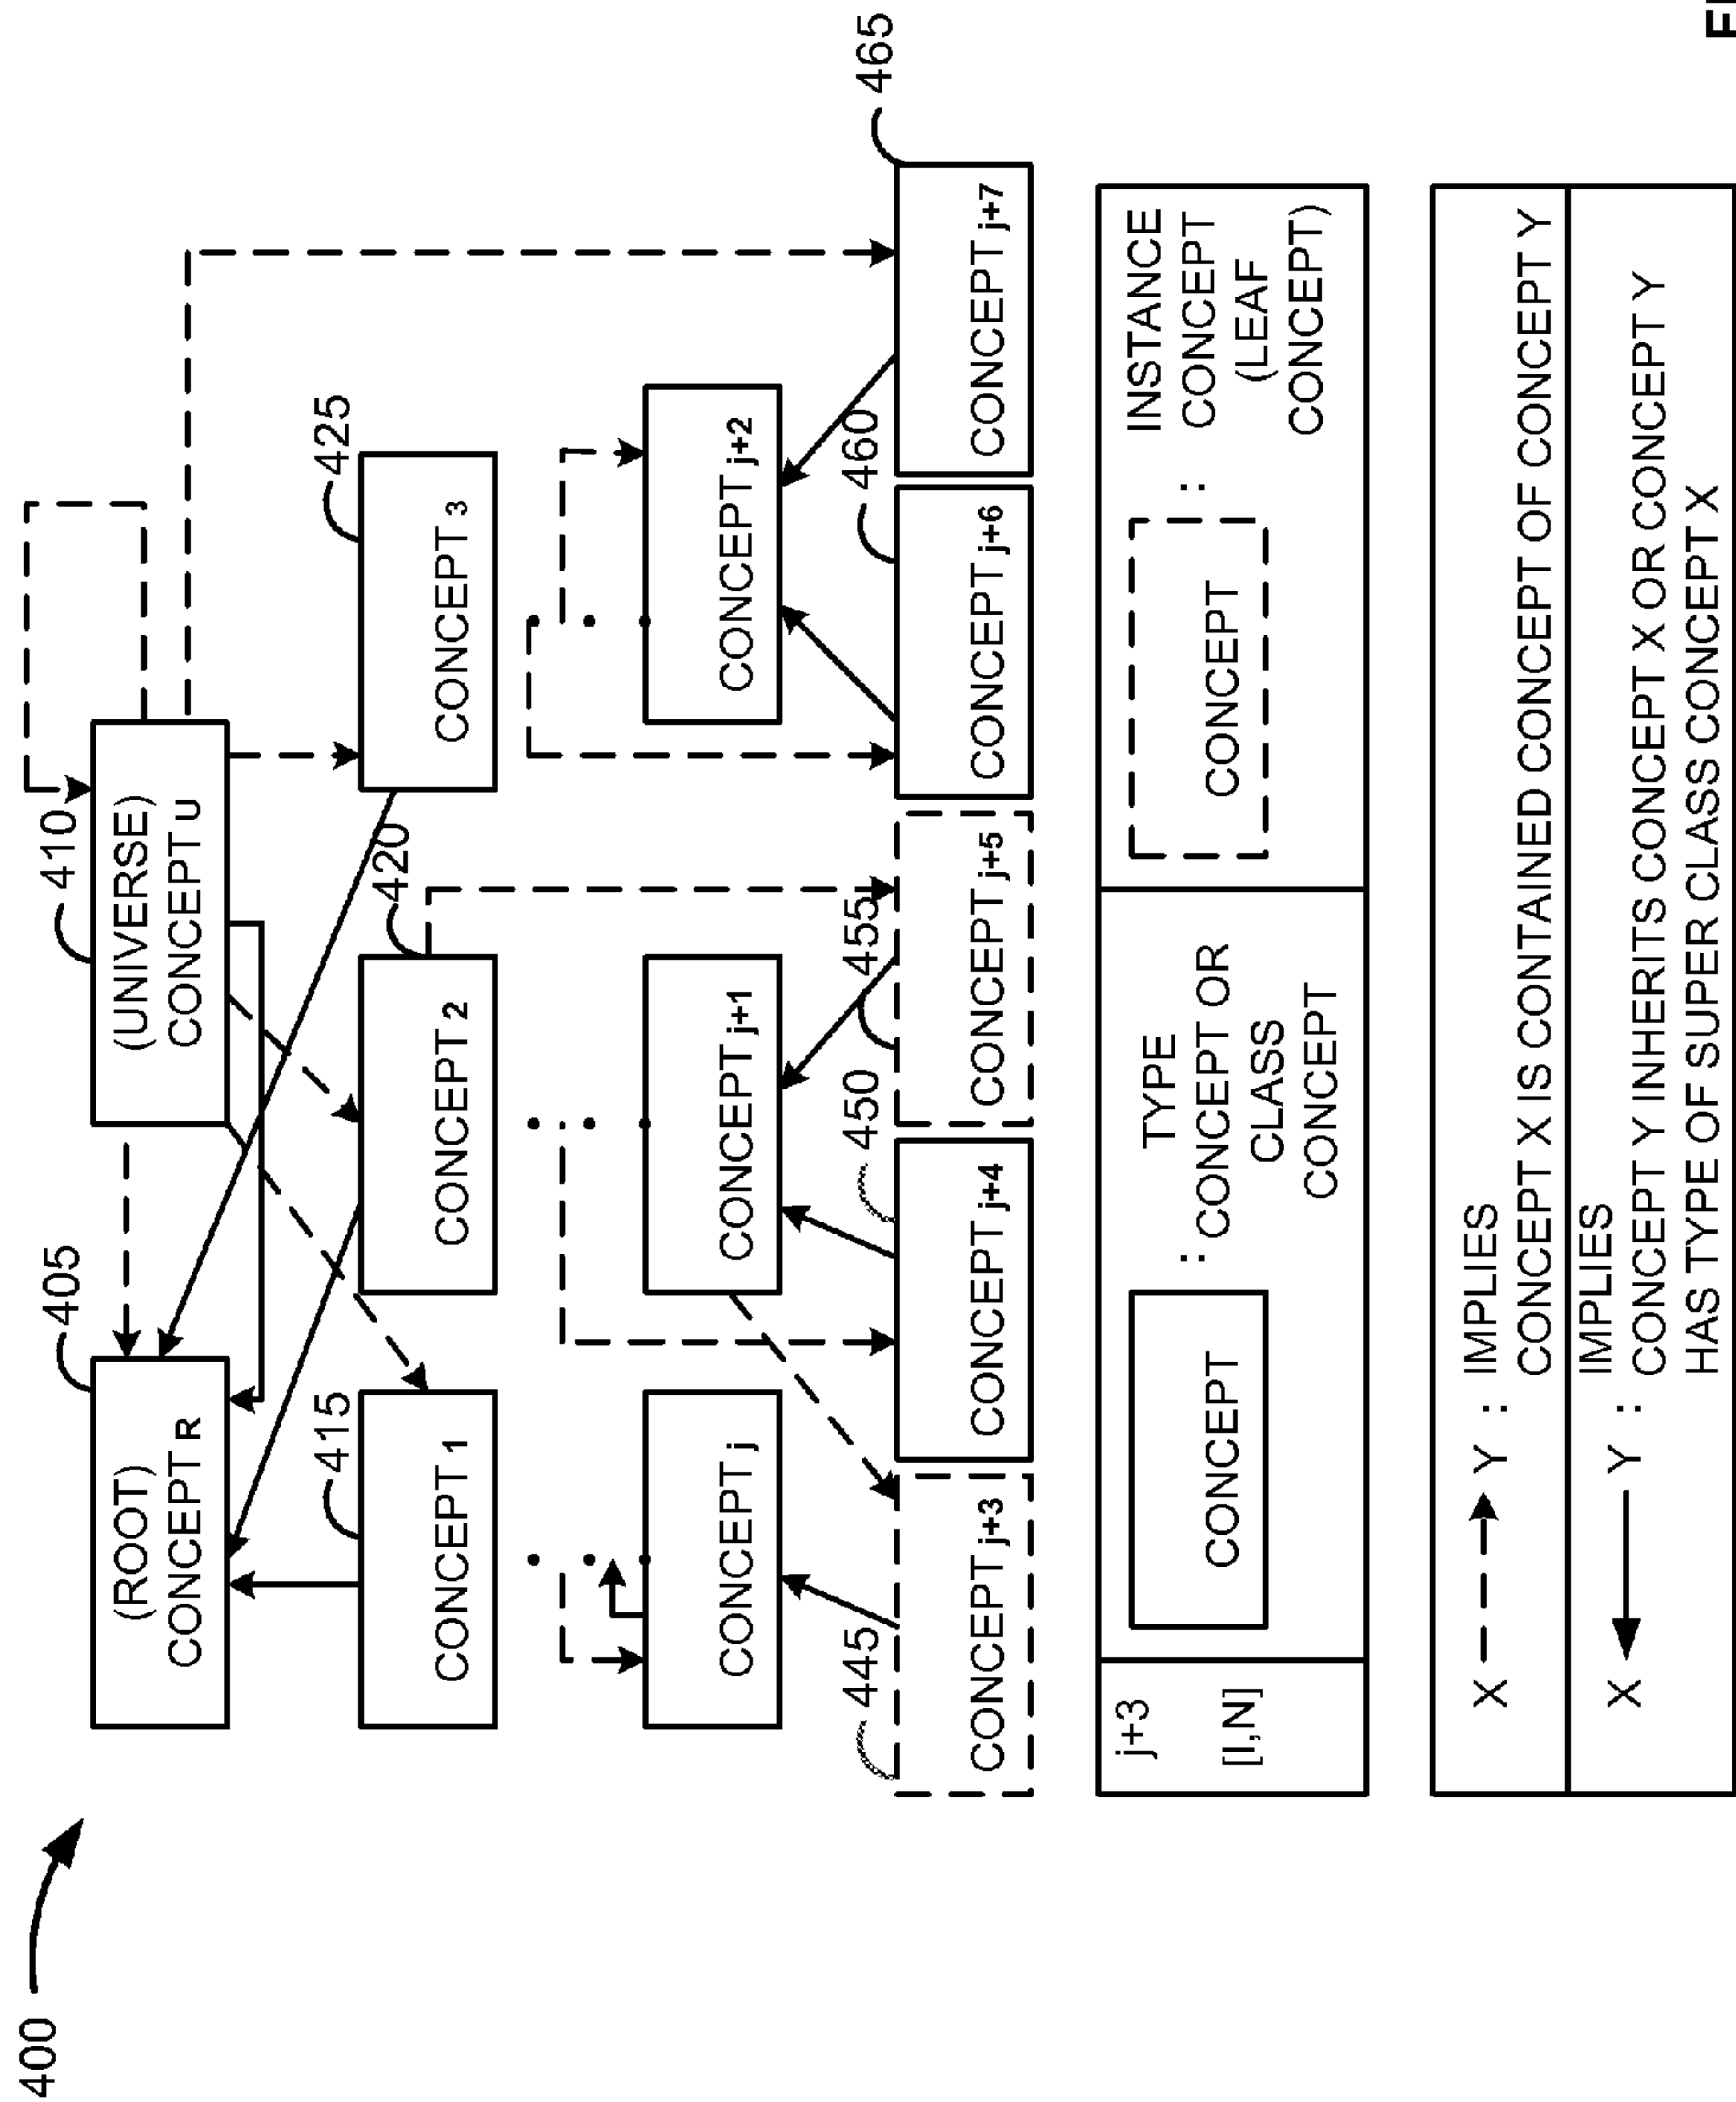 400
405
(ROOT)
CONCEPT R
410
(UNIVERSE)
CONCEPT U
415
CONCEPT 1
420
CONCEPT 2
425
CONCEPT 3
CONCEPT j
CONCEPT j+1
CONCEPT j+2
445
CONCEPT j+3
450
CONCEPT j+4
455
CONCEPT j+5
460
CONCEPT j+6
465
CONCEPT j+7
j+3
[I,N]
CONCEPT
TYPE
: CONCEPT OR
CLASS
CONCEPT
CONCEPT
INSTANCE
: CONCEPT
(LEAF
CONCEPT)
X Y : IMPLIES
CONCEPT X IS CONTAINED CONCEPT OF CONCEPT Y
X Y : IMPLIES
CONCEPT Y INHERITS CONCEPT X OR CONCEPT Y
HAS TYPE OF SUPER CLASS CONCEPT X